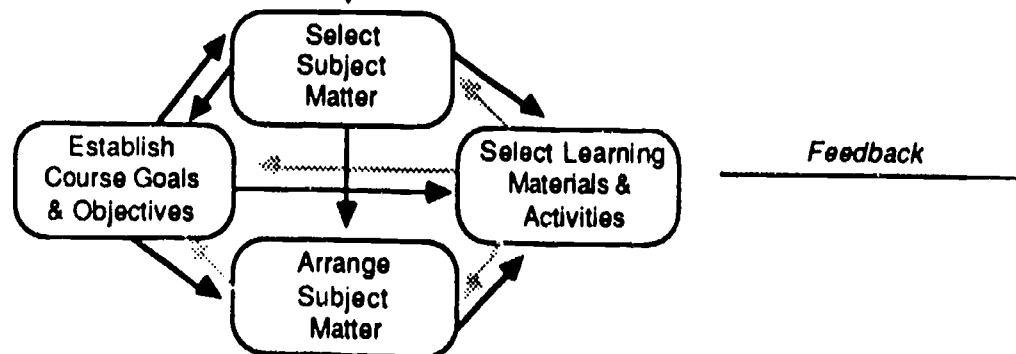 Select
Subject
Matter
Establish
Course Goals
& Objectives
Select Learning
Materials &
Activities
Feedback
Arrange
Subject
Matter